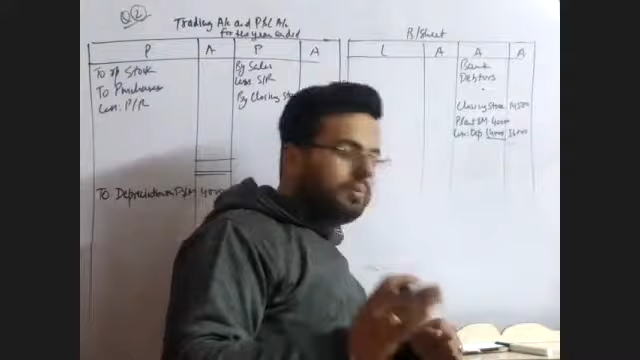 Q2
Trading A/c and P&L A/c
for the year ended
P A P A
To op Stock
To Purchases
Less: P/R
By Sales
Less: S/R
By Closing
To Depreciation on P&M
B/Sheet
L A A A
Bank
Debtors
Closing Stock
Plant &M
Less: Dep